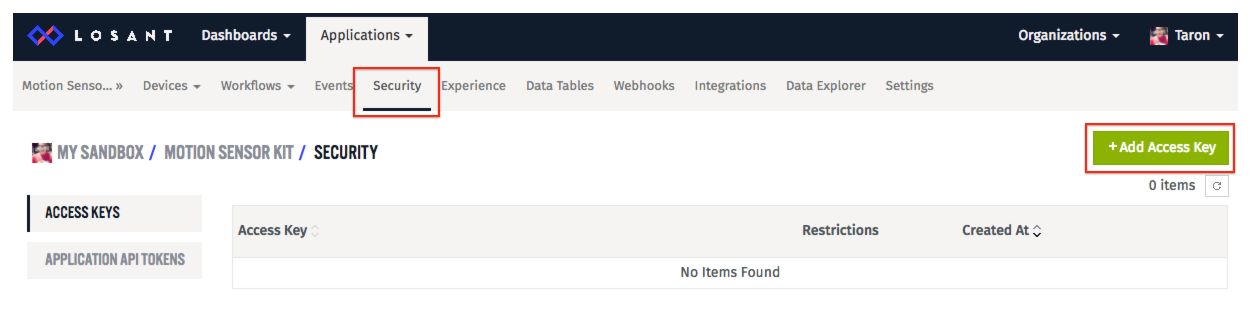 LOSANT Dashboards Applications Organizations Taron
Motion Senso... » Devices Workflows Events Security Experience Data Tables Webhooks Integrations Data Explorer Settings
MY SANDBOX / MOTION SENSOR KIT / SECURITY
+ Add Access Key
0 items
ACCESS KEYS
APPLICATION API TOKENS
Access Key Restrictions Created At
No Items Found